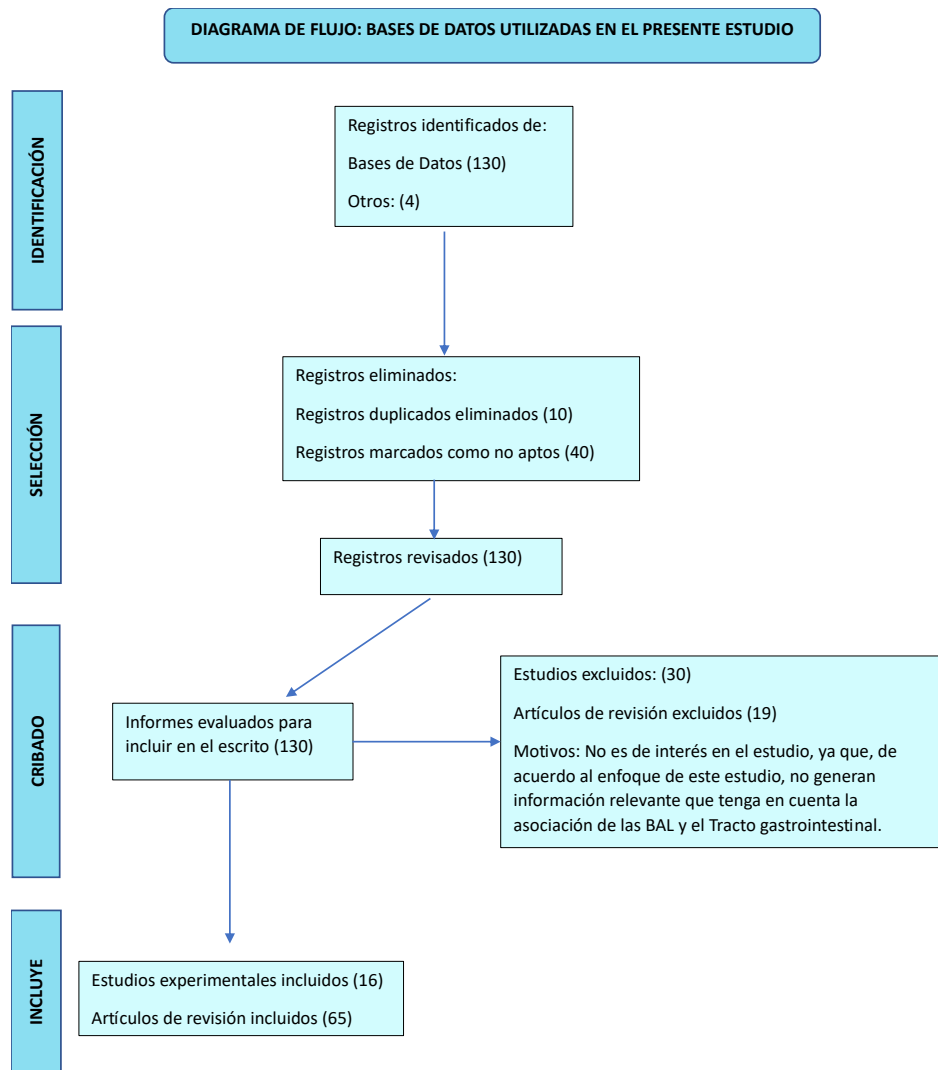 DIAGRAMA DE FLUJO: BASES DE DATOS UTILIZADAS EN EL PRESENTE ESTUDIO
IDENTIFICACIÓN
Registros identificados de:
Bases de Datos (130)
Otros: (4)
SELECCIÓN
Registros eliminados:
Registros duplicados eliminados (10)
Registros marcados como no aptos (40)
Registros revisados (130)
CRIBADO
Informes evaluados para
incluir en el escrito (130)
Estudios excluidos: (30)
Artículos de revisión excluidos (19)
Motivos: No es de interés en el estudio, ya que, de
acuerdo al enfoque de este estudio, no generan
información relevante que tenga en cuenta la
asociación de las BAL y el Tracto gastrointestinal.
INCLUYE
Estudios experimentales incluidos (16)
Artículos de revisión incluidos (65)